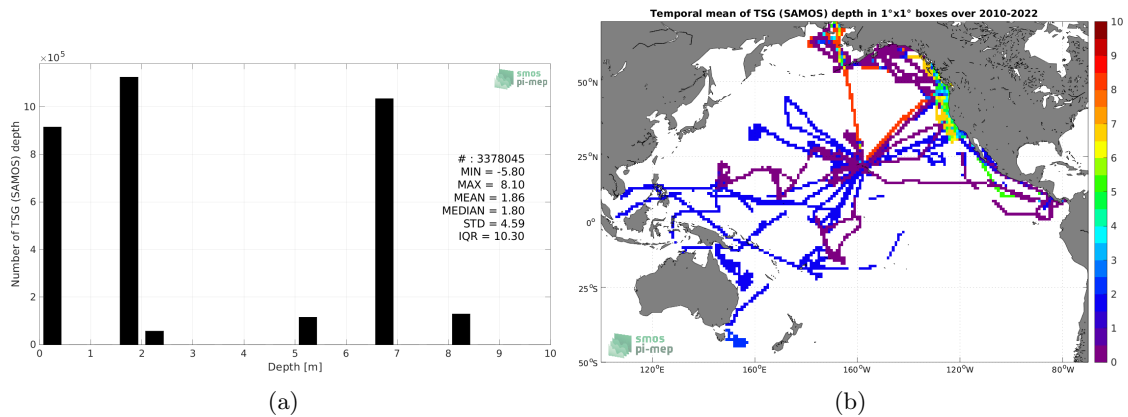 ×10⁵
10
8
6
4
2
0
Number of TSG (SAMOS) depth
0 1 2 3 4 5 6 7 8 9 10
Depth [m]
smos
pi-mep
# : 3378045
MIN = -5.80
MAX = 8.10
MEAN = 1.86
MEDIAN = 1.80
STD = 4.59
IQR = 10.30
(a)
Temporal mean of TSG (SAMOS) depth in 1°x1° boxes over 2010-2022
50°N
25°N
0°
25°S
50°S
120°E 160°E 160°W 120°W 80°W
smos
pi-mep
10
9
8
7
6
5
4
3
2
1
0
(b)